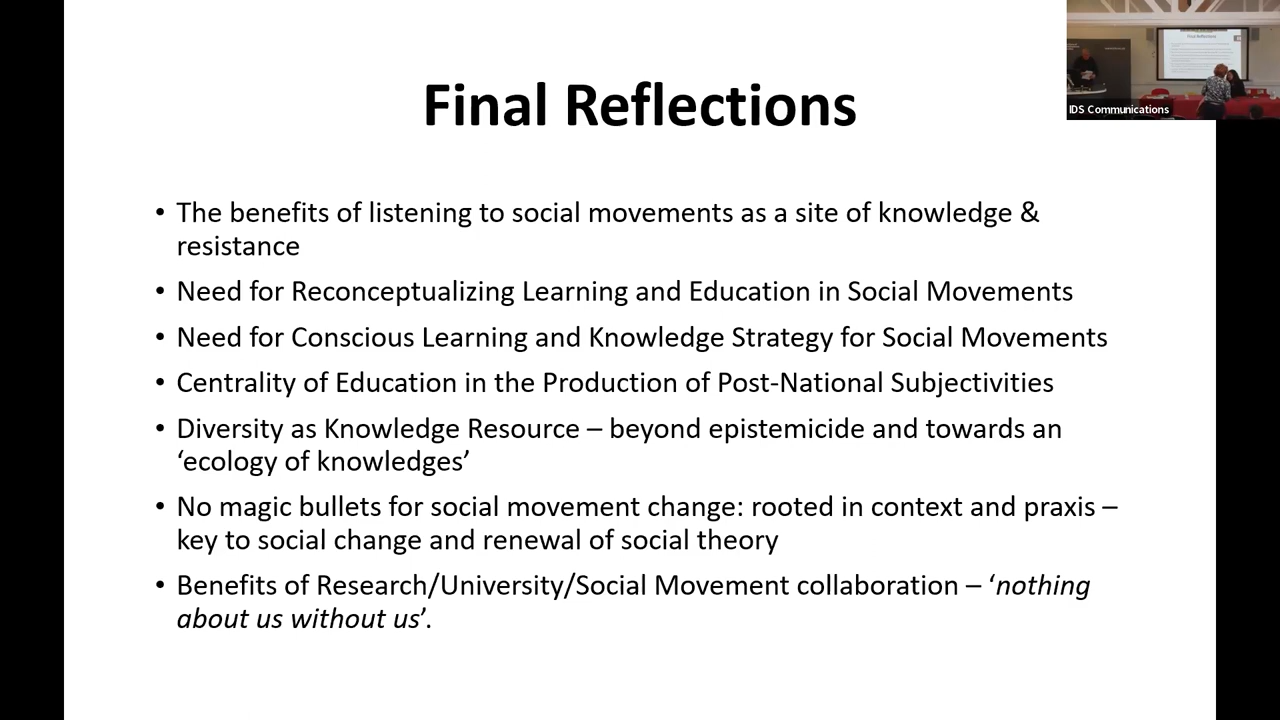 Final Reflections
IDS Communications
• The benefits of listening to social movements as a site of knowledge &
resistance
• Need for Reconceptualizing Learning and Education in Social Movements
• Need for Conscious Learning and Knowledge Strategy for Social Movements
• Centrality of Education in the Production of Post-National Subjectivities
• Diversity as Knowledge Resource – beyond epistemicide and towards an
‘ecology of knowledges’
• No magic bullets for social movement change: rooted in context and praxis –
key to social change and renewal of social theory
• Benefits of Research/University/Social Movement collaboration – ‘nothing
about us without us’.